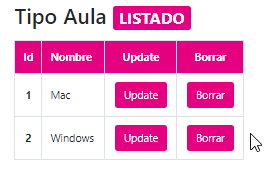 Tipo Aula LISTADO
Id Nombre Update Borrar
1 Mac Update Borrar
2 Windows Update Borrar